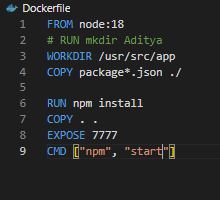 Dockerfile
1 FROM node:18
2 # RUN mkdir Aditya
3 WORKDIR /usr/src/app
4 COPY package*.json ./
5
6 RUN npm install
7 COPY . .
8 EXPOSE 7777
9 CMD ["npm", "start"]